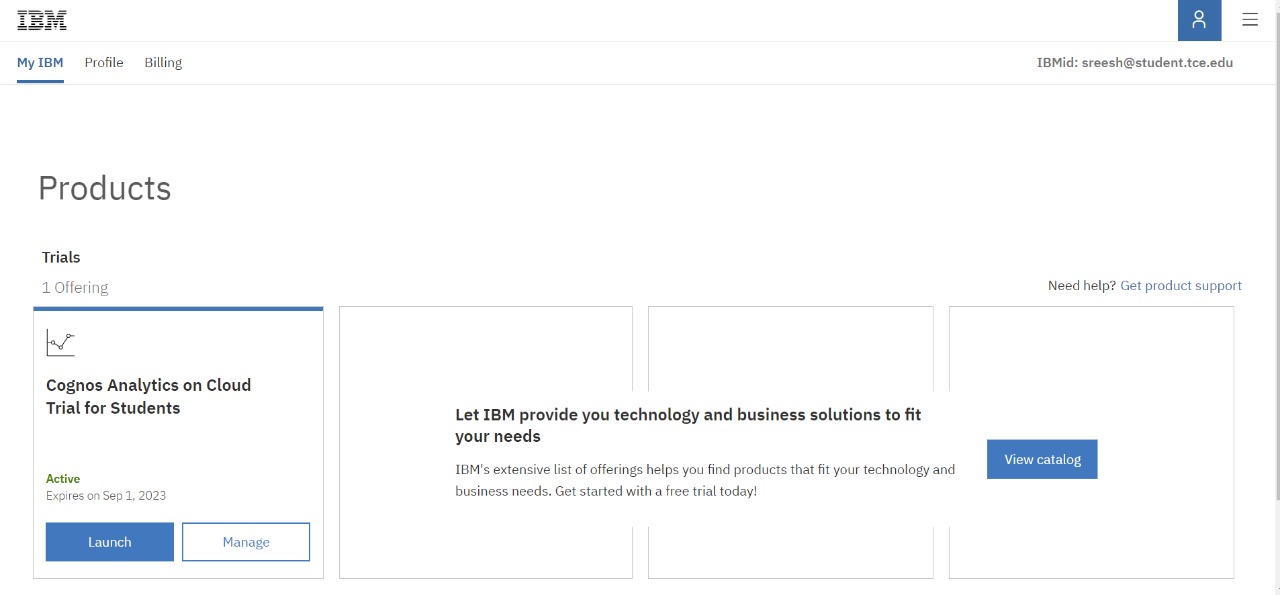 IBM
My IBM Profile Billing
IBMid: sreesh@student.tce.edu
Products
Trials
1 Offering
Need help? Get product support
Cognos Analytics on Cloud
Trial for Students
Active
Expires on Sep 1, 2023
Launch Manage
Let IBM provide you technology and business solutions to fit
your needs
IBM's extensive list of offerings helps you find products that fit your technology and
business needs. Get started with a free trial today!
View catalog